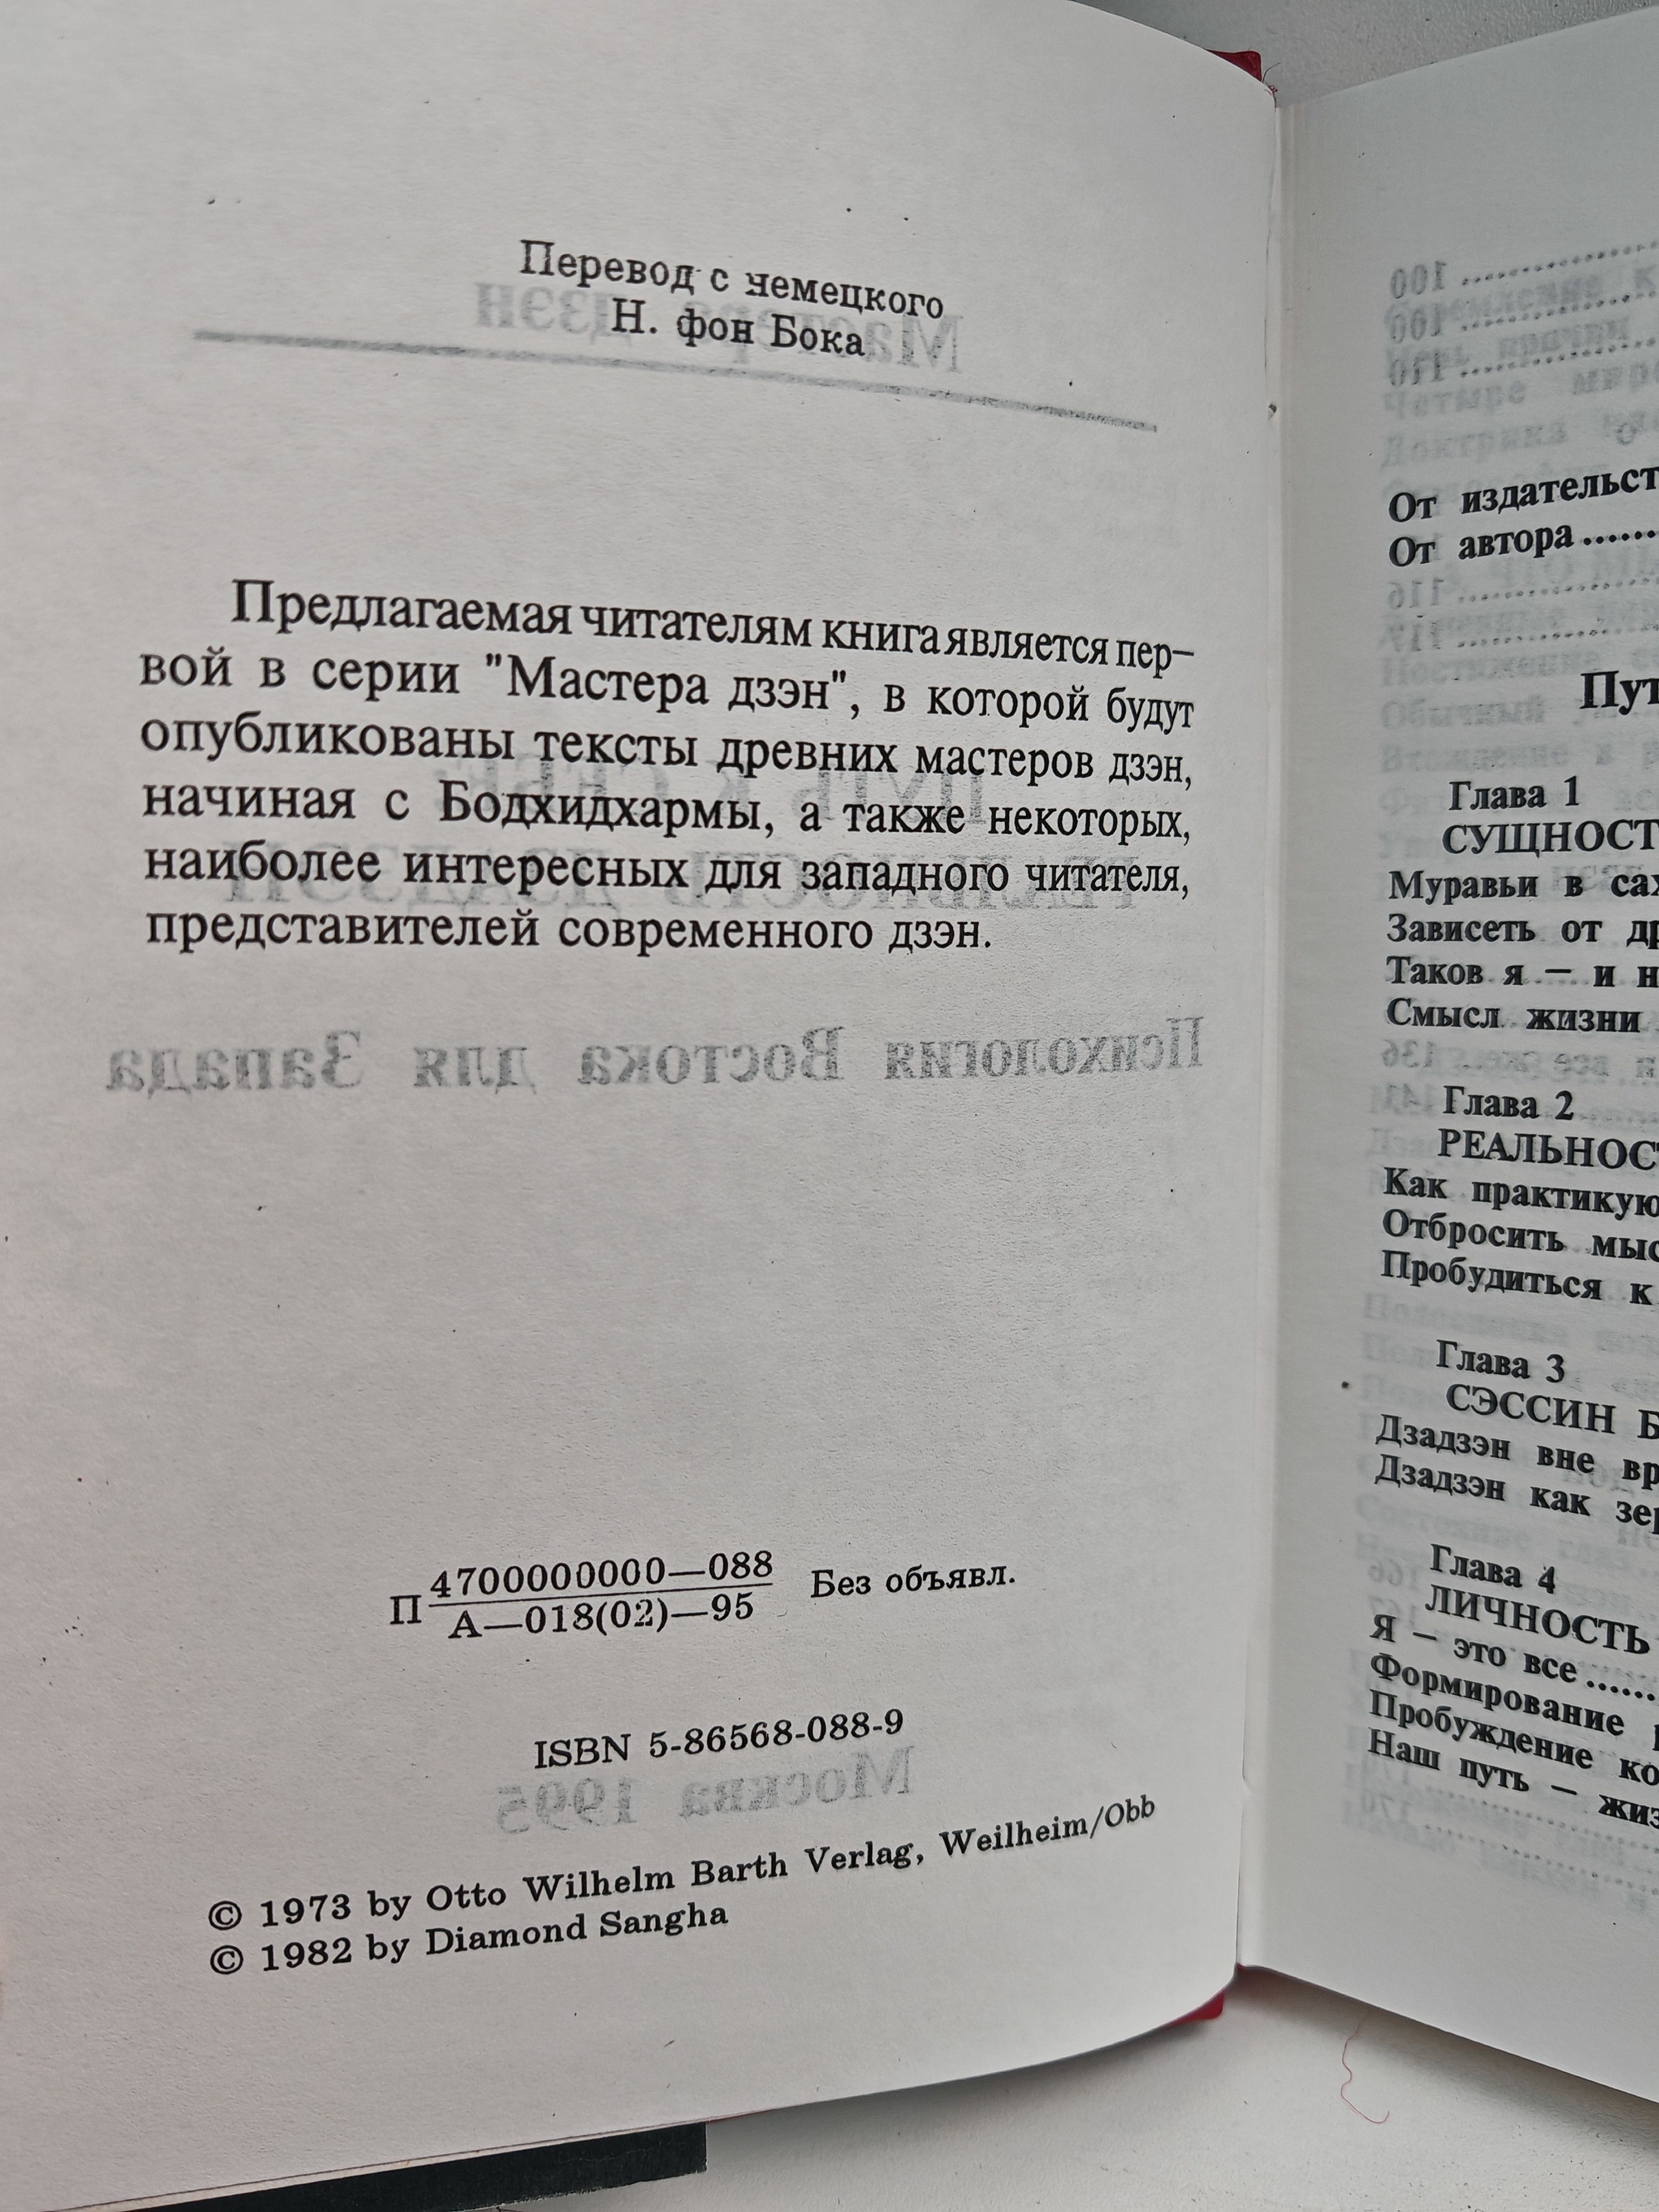 Перевод с немецкого
Н. фон Бока
Предлагаемая читателям книга является пер-
вой в серии "Мастера дзэн", в которой будут
опубликованы тексты древних мастеров дзэн,
начиная с Бодхидхармы, а также некоторых,
наиболее интересных для западного читателя,
представителей современного дзэн.
П 4700000000—088
А—018(02)—95
Без объявл.
ISBN 5-86568-088-9
© 1973 by Otto Wilhelm Barth Verlag, Weilheim/Obb
© 1982 by Diamond Sangha
От издательст
От автора ......
Пут
Глава 1
СУЩНОСТ
Муравьи в сах
Зависеть от др
Таков я – и н
Смысл жизни
Глава 2
РЕАЛЬНОС
Как практикую
Отбросить мыс
Пробудиться к
Глава 3
СЭССИН Б
Дзадзэн вне вр
Дзадзэн как зер
Глава 4
ЛИЧНОСТЬ
Я – это все ......
Формирование р
Пробуждение ко
Наш путь – жиз